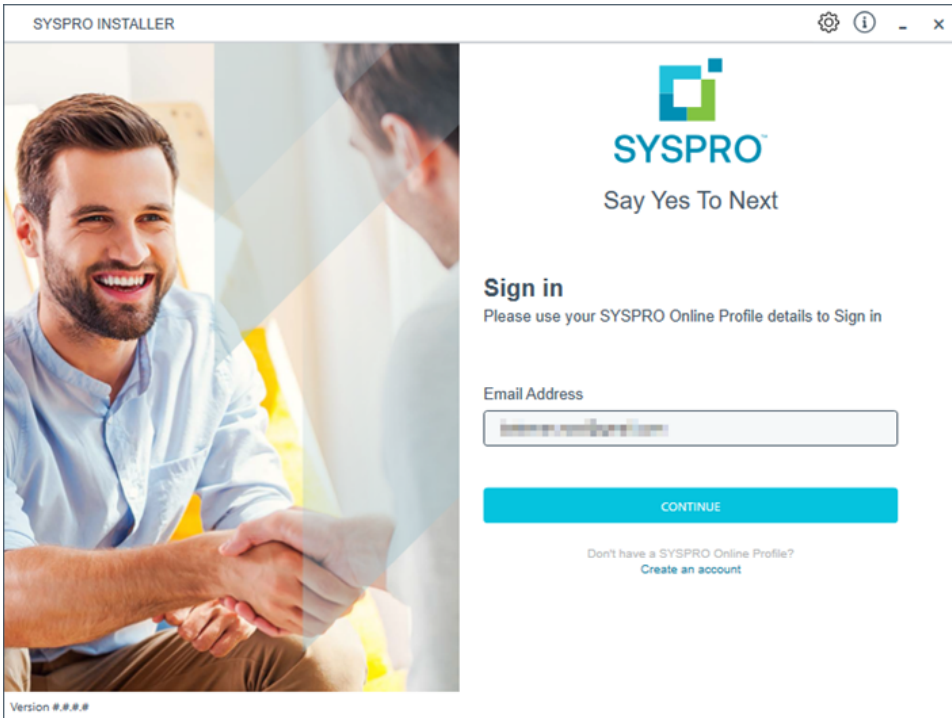 SYSPRO INSTALLER
SYSPRO™
Say Yes To Next
Sign in
Please use your SYSPRO Online Profile details to Sign in
Email Address
CONTINUE
Don't have a SYSPRO Online Profile?
Create an account
Version #.#.#.#